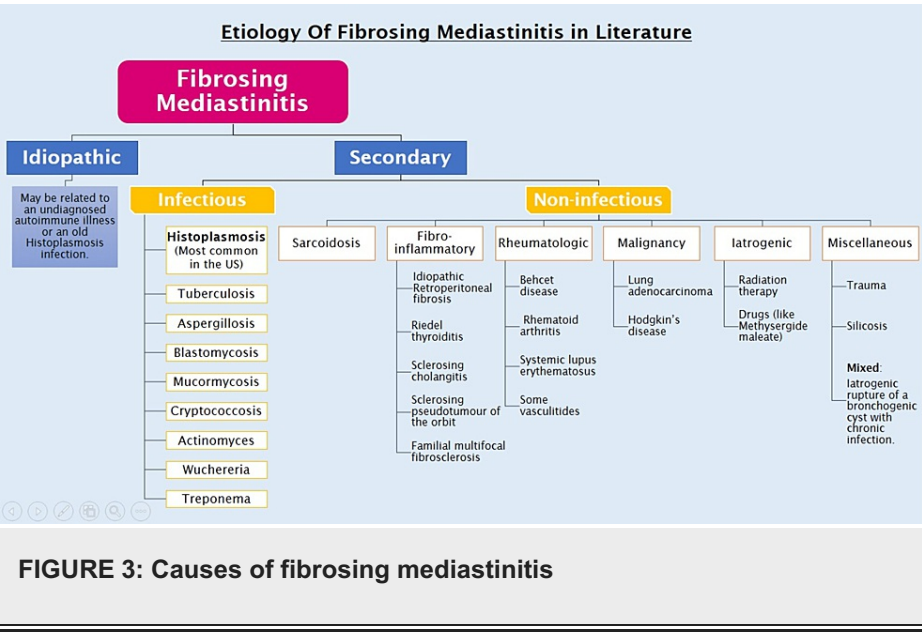 Etiology Of Fibrosing Mediastinitis in Literature
Fibrosing
Mediastinitis
Idiopathic
Secondary
May be related to
an undiagnosed
autoimmune illness
or an old
Histoplasmosis
infection.
Infectious
Non-infectious
Histoplasmosis
(Most common
in the US)
Tuberculosis
Aspergillosis
Blastomycosis
Mucormycosis
Cryptococcosis
Actinomyces
Wuchereria
Treponema
Sarcoidosis
Fibro-
inflammatory
Idiopathic
Retroperitoneal
fibrosis
Riedel
thyroiditis
Sclerosing
cholangitis
Sclerosing
pseudotumour of
the orbit
Familial multifocal
fibrosclerosis
Rheumatologic
Behcet
disease
Rhematoid
arthritis
Systemic lupus
erythematosus
Some
vasculitides
Malignancy
Lung
adenocarcinoma
Hodgkin's
disease
Iatrogenic
Radiation
therapy
Drugs (like
Methysergide
maleate)
Miscellaneous
Trauma
Silicosis
Mixed:
Iatrogenic
rupture of a
bronchogenic
cyst with
chronic
infection.
FIGURE 3: Causes of fibrosing mediastinitis